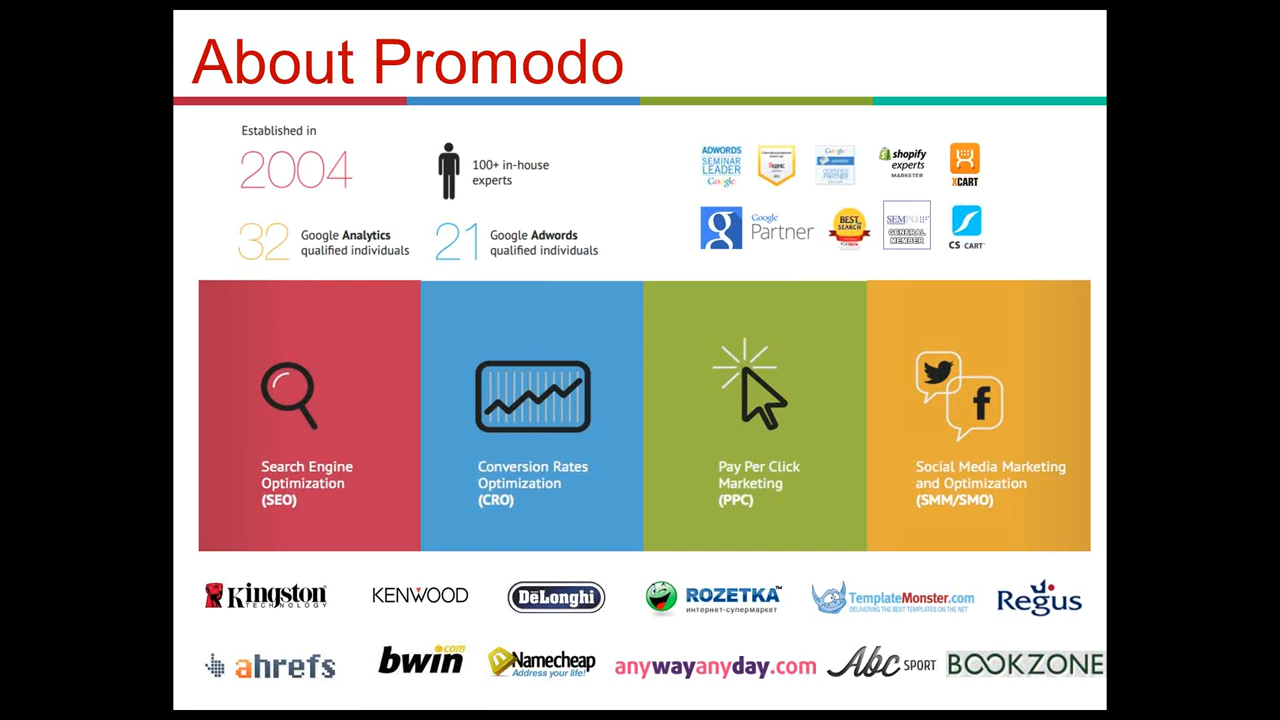 About Promodo
Established in
2004
100+ in-house
experts
32
Google Analytics
qualified individuals
21
Google Adwords
qualified individuals
ADWORDS
SEMINAR
LEADER
Google
Google
shopify
experts
MARKETER
XCART
g
Google
Partner
BEST
SEARCH
SEMPO
GENERAL
MEMBER
CS CART
Search Engine
Optimization
(SEO)
Conversion Rates
Optimization
(CRO)
Pay Per Click
Marketing
(PPC)
Social Media Marketing
and Optimization
(SMM/SMO)
Kingston
TECHNOLOGY
KENWOOD
DeLonghi
ROZETKA™
интернет-супермаркет
TemplateMonster.com
DELIVERING THE BEST TEMPLATES ON THE NET
Regus
ahrefs
bwin.com
Namecheap
Address your life!
anywayanyday.com
Abc SPORT
BOOKZONE